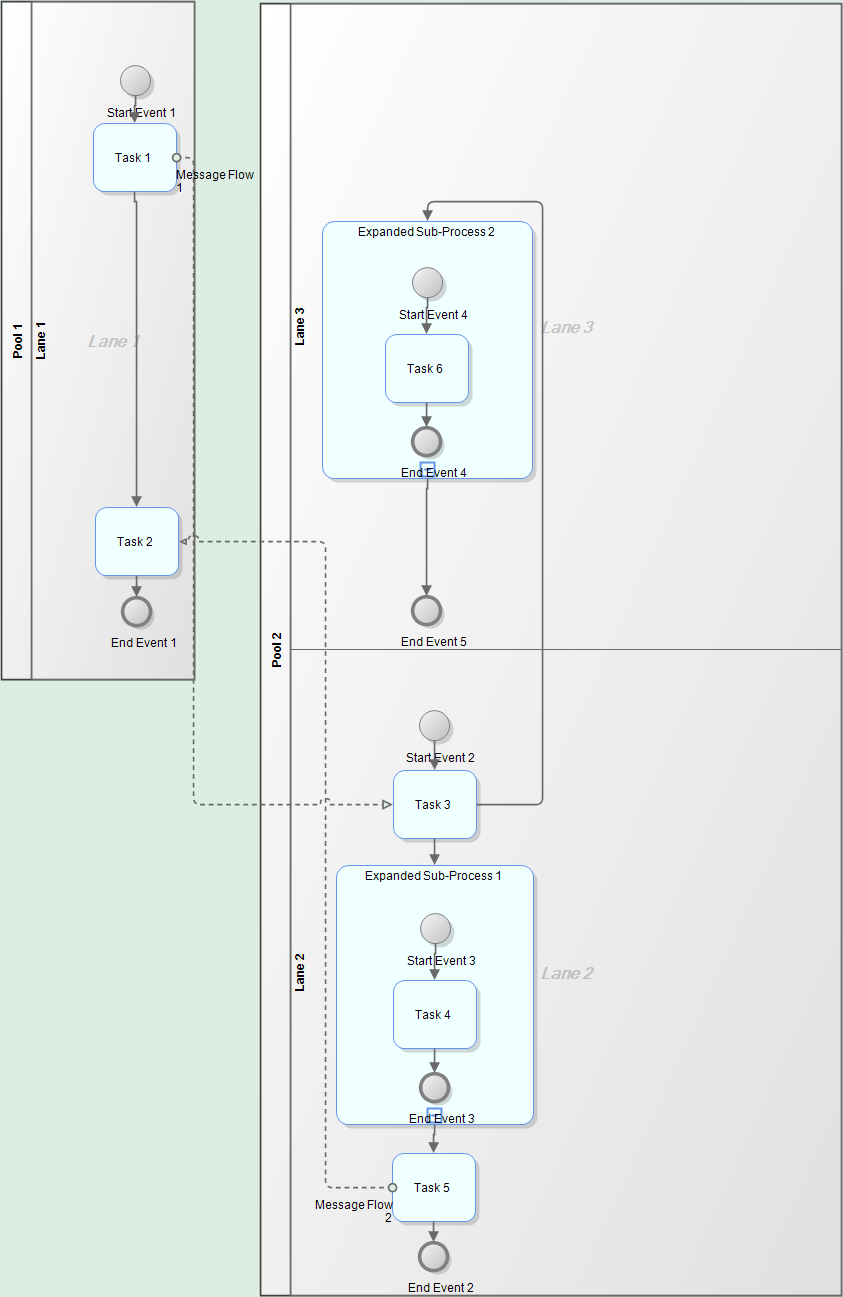 Pool 1
Lane 1
Lane 1
Start Event 1
Task 1
Message Flow
1
Task 2
End Event 1
Pool 2
Lane 3
Lane 3
Expanded Sub-Process 2
Start Event 4
Task 6
End Event 4
End Event 5
Lane 2
Lane 2
Start Event 2
Task 3
Expanded Sub-Process 1
Start Event 3
Task 4
End Event 3
Task 5
Message Flow
2
End Event 2